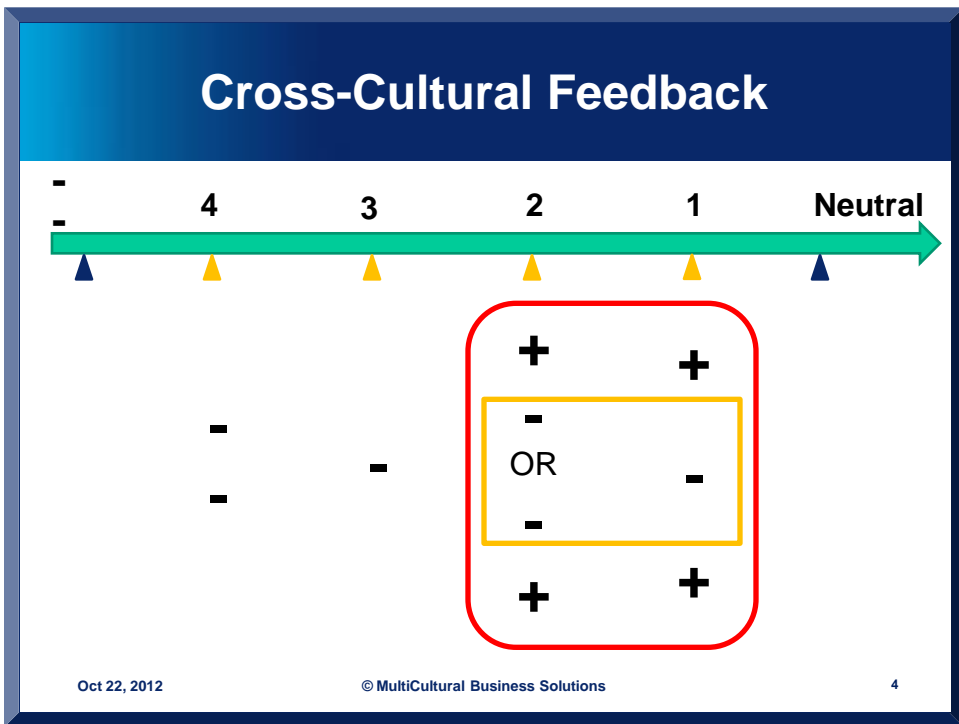 Cross-Cultural Feedback
-
-
4 3 2 1 Neutral
+ +
- 
- OR
- -
-
+ +
Oct 22, 2012 © MultiCultural Business Solutions 4